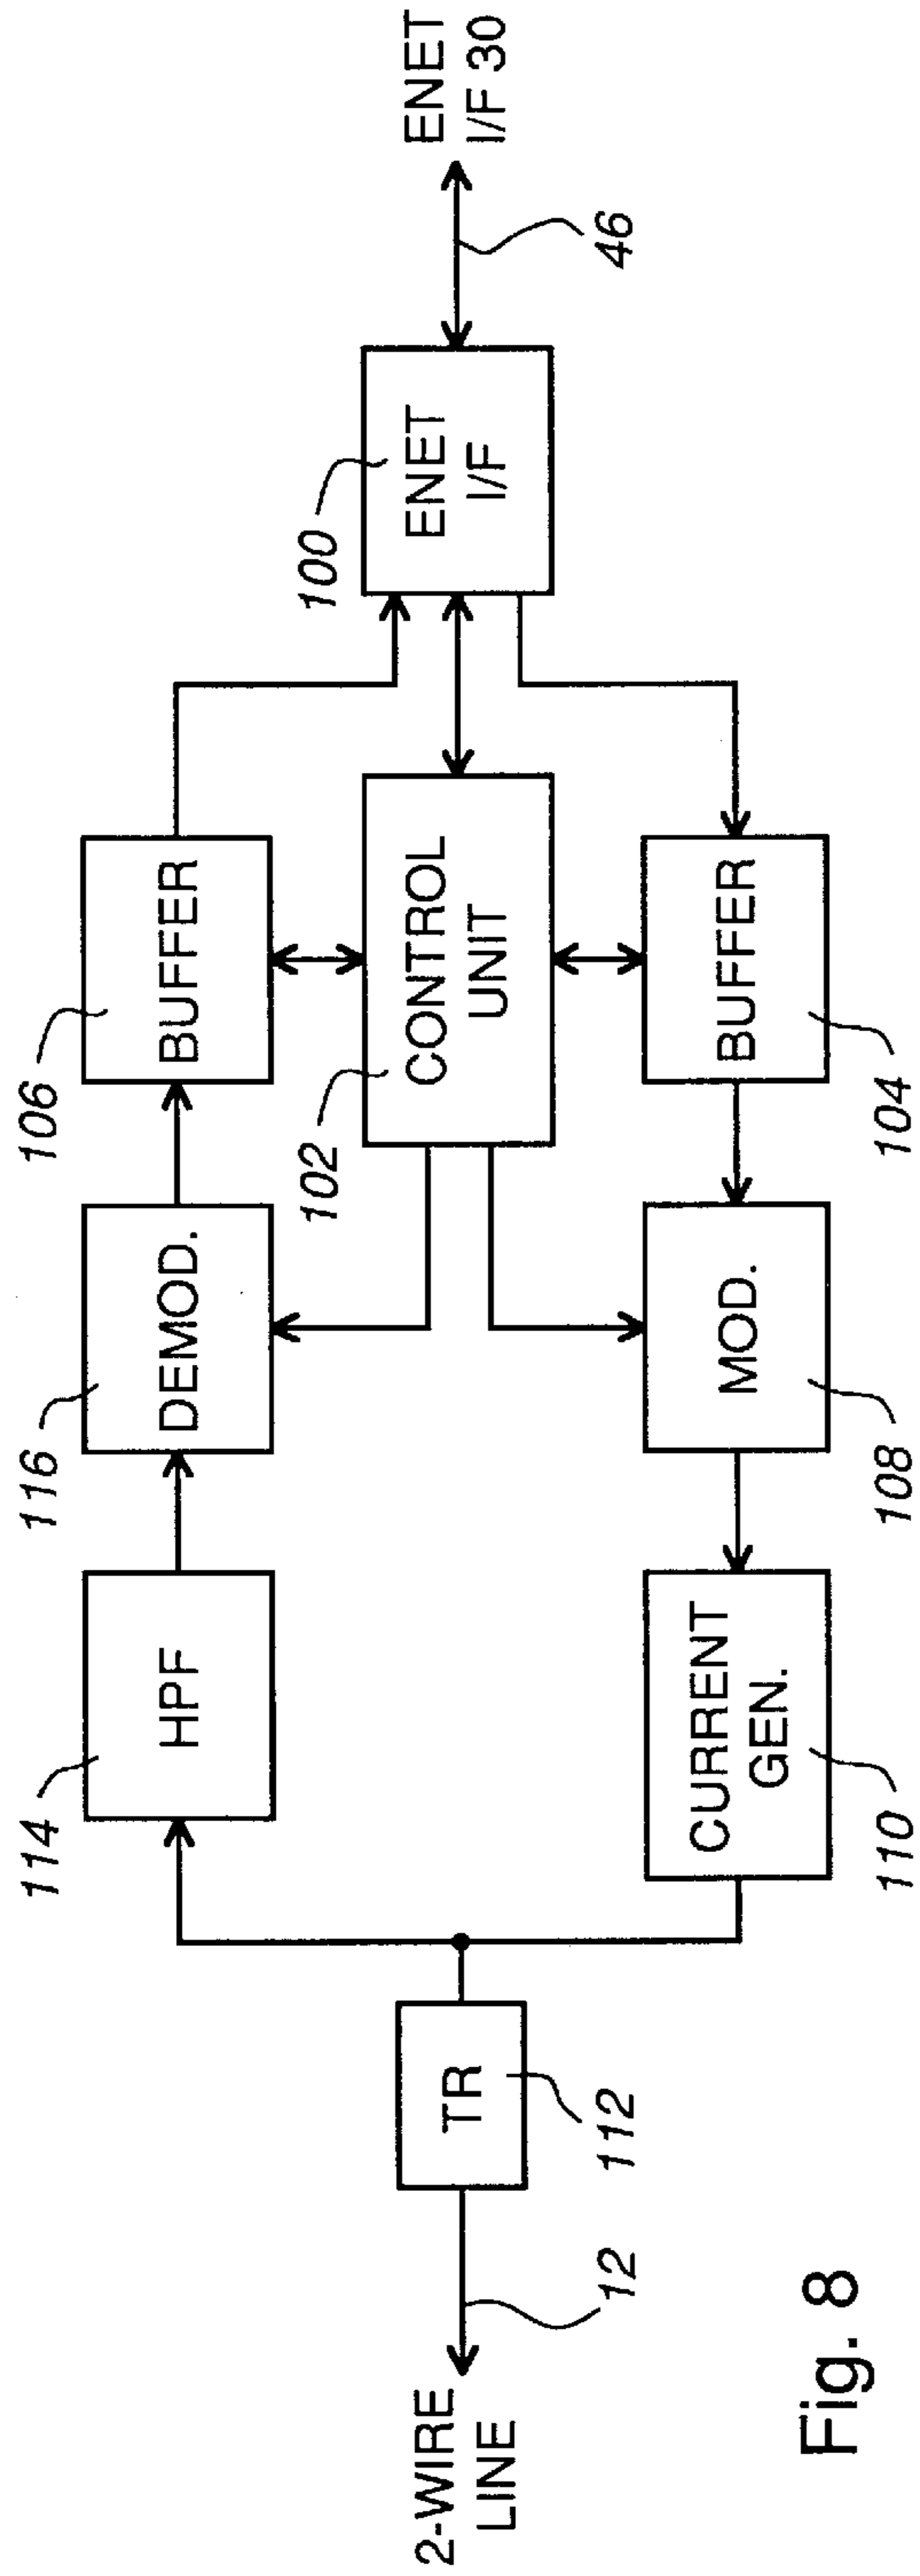 ENET
I/F 30
46
100
ENET
I/F
106
BUFFER
102
CONTROL
UNIT
BUFFER
104
116
DEMOD.
MOD.
108
114
HPF
CURRENT
GEN.
110
TR
112
12
2-WIRE
LINE
Fig. 8